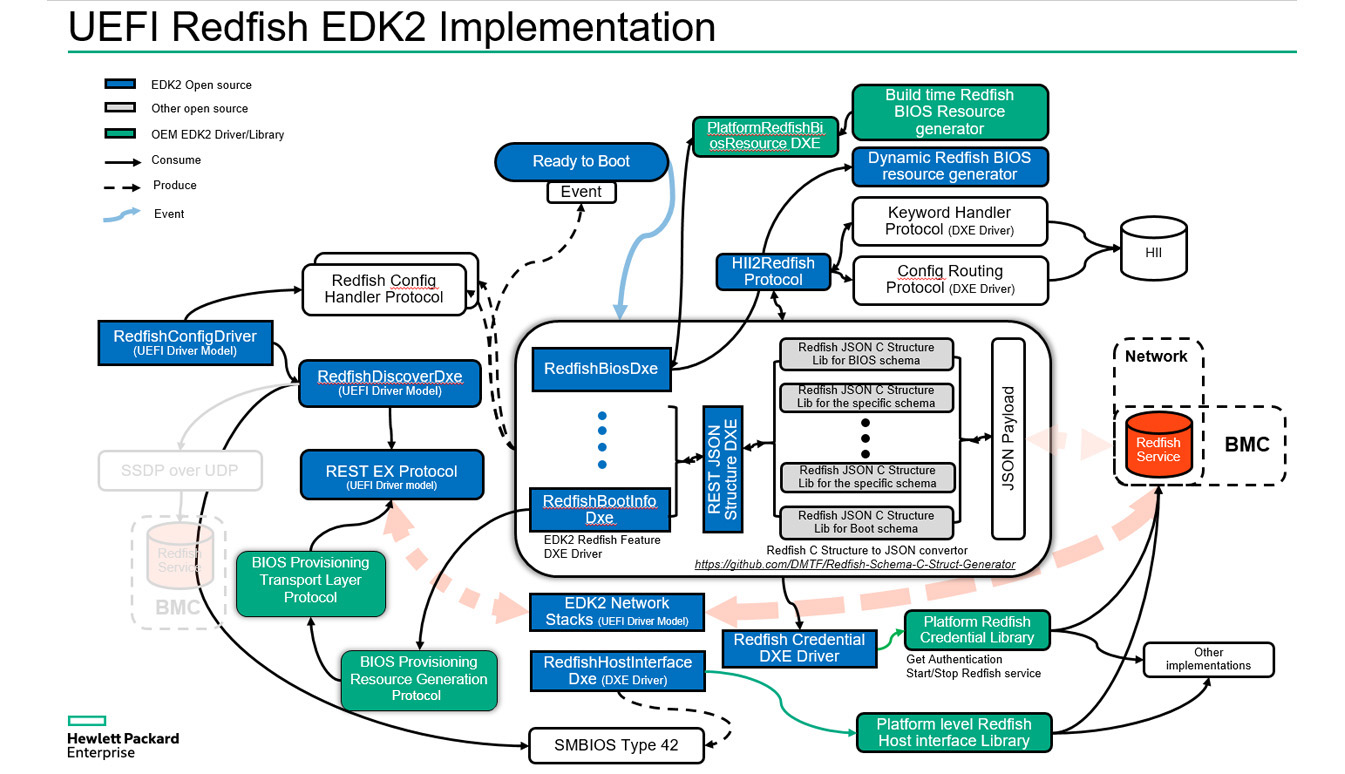 UEFI Redfish EDK2 Implementation
EDK2 Open source
Other open source
OEM EDK2 Driver/Library
Consume
Produce
Event
Ready to Boot
Event
PlatformRedfishBi
osResource DXE
Build time Redfish
BIOS Resource
generator
Dynamic Redfish BIOS
resource generator
Keyword Handler
Protocol (DXE Driver)
HII
HII2Redfish
Protocol
Config Routing
Protocol (DXE Driver)
Redfish Config
Handler Protocol
RedfishConfigDriver
(UEFI Driver Model)
RedfishDiscoverDxe
(UEFI Driver Model)
SSDP over UDP
REST EX Protocol
(UEFI Driver model)
Redfish
Service
BMC
BIOS Provisioning
Transport Layer
Protocol
BIOS Provisioning
Resource Generation
Protocol
RedfishBiosDxe
RedfishBootInfo
Dxe
EDK2 Redfish Feature
DXE Driver
REST JSON
Structure DXE
Redfish JSON C Structure
Lib for BIOS schema
Redfish JSON C Structure
Lib for the specific schema
Redfish JSON C Structure
Lib for the specific schema
Redfish JSON C Structure
Lib for Boot schema
JSON Payload
Redfish C Structure to JSON convertor
https://github.com/DMTF/Redfish-Schema-C-Struct-Generator
Network
Redfish
Service
BMC
EDK2 Network
Stacks (UEFI Driver Model)
RedfishHostInterface
Dxe (DXE Driver)
SMBIOS Type 42
Redfish Credential
DXE Driver
Platform Redfish
Credential Library
Get Authentication
Start/Stop Redfish service
Other
implementations
Platform level Redfish
Host interface Library
Hewlett Packard
Enterprise